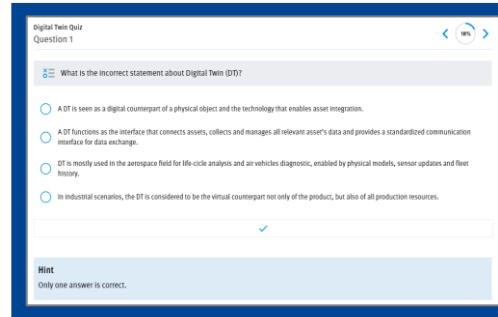 Digital Twin Quiz
Question 1
10%
What is the incorrect statement about Digital Twin (DT)?
A DT is seen as a digital counterpart of a physical object and the technology that enables asset integration.
A DT functions as the interface that connects assets, collects and manages all relevant asset's data and provides a standardized communication
interface for data exchange.
DT is mostly used in the aerospace field for life-cicle analysis and air vehicles diagnostic, enabled by physical models, sensor updates and fleet
history.
In industrial scenarios, the DT is considered to be the virtual counterpart not only of the product, but also of all production resources.
Hint
Only one answer is correct.